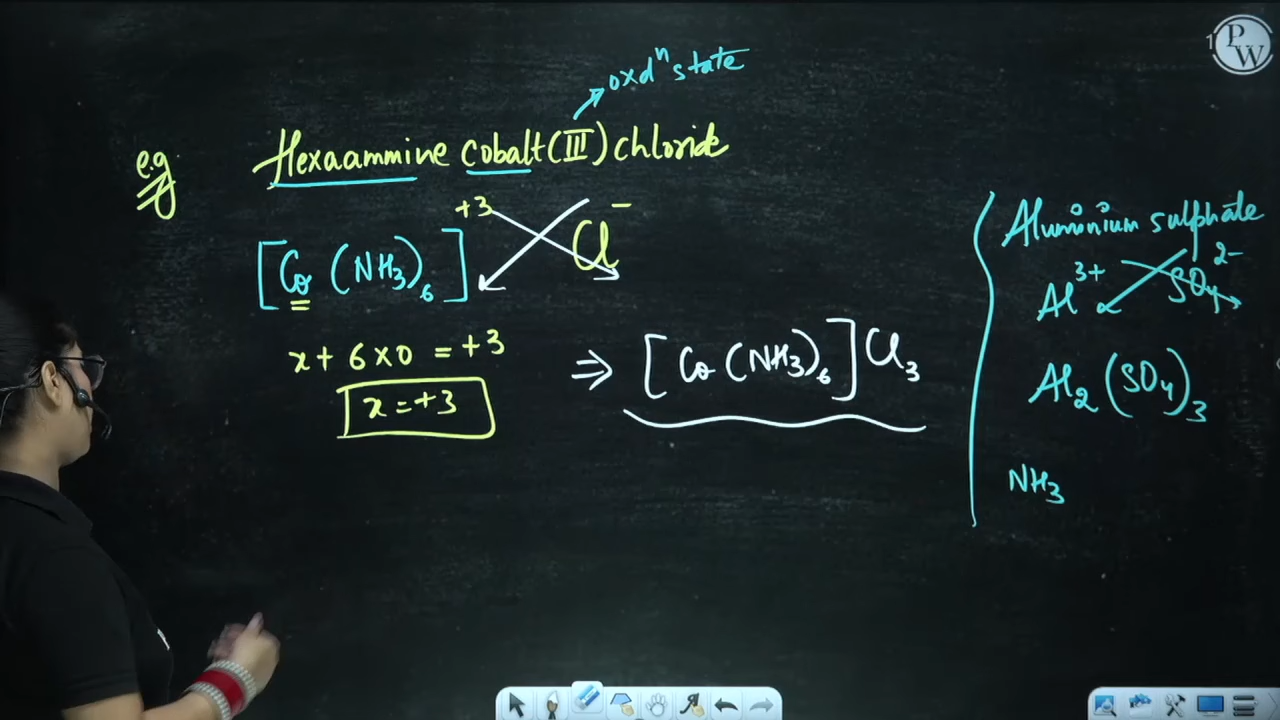 oxdⁿ state
e.g Hexaammine cobalt(III) chloride
[Co(NH₃)₆]⁺³ Cl⁻
x + 6×0 = +3
x = +3
⇒ [Co(NH₃)₆]Cl₃
Aluminium sulphate
Al³⁺ SO₄²⁻
Al₂(SO₄)₃
NH₃
PW